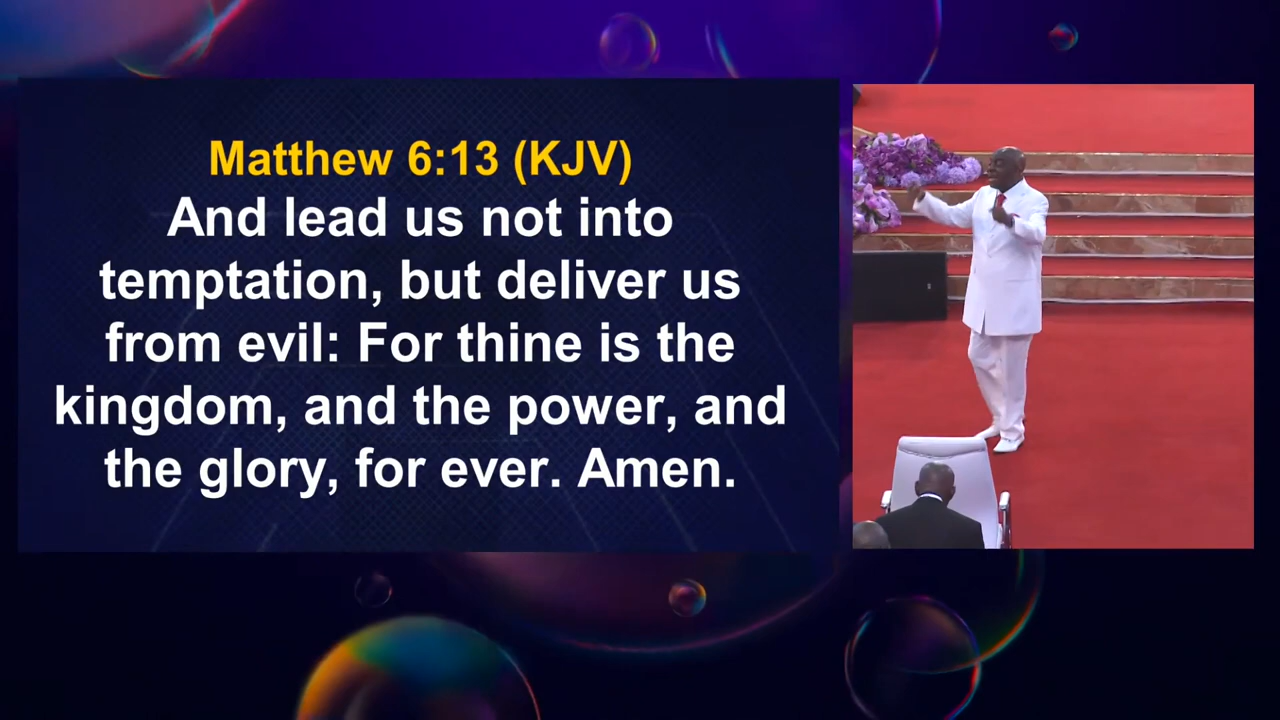 Matthew 6:13 (KJV)
And lead us not into
temptation, but deliver us
from evil: For thine is the
kingdom, and the power, and
the glory, for ever. Amen.